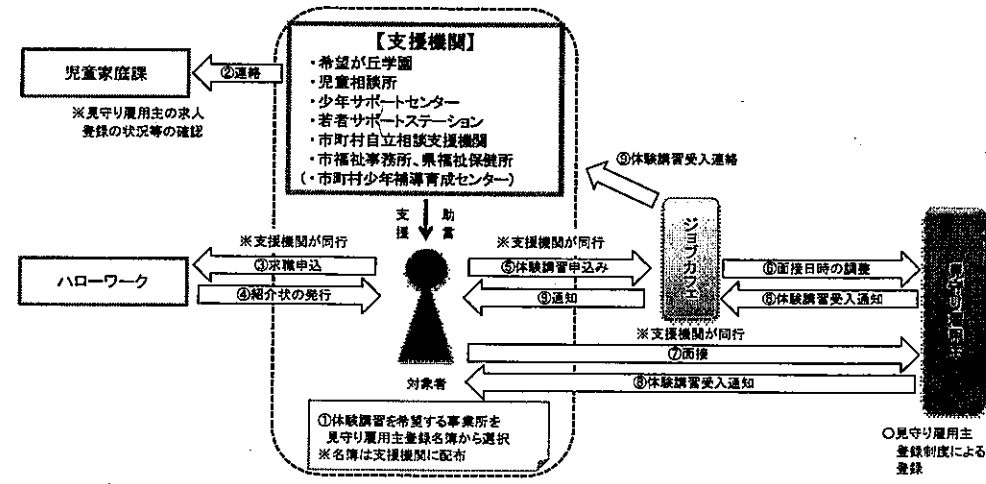 【支援機関】
・希望が丘学園
・児童相談所
・少年サポートセンター
・若者サポートステーション
・市町村自立相談支援機関
・市福祉事務所、県福祉保健所
(・市町村少年補導育成センター)
児童家庭課
②連絡
※見守り雇用主の求人
登録の状況等の確認
⑨体験講習受入連絡
支援
助言
※支援機関が同行
③求職申込
④紹介状の発行
ハローワーク
※支援機関が同行
⑤体験講習申込み
⑨通知
ジョブカフェ
⑥面接日時の調整
⑧体験講習受入通知
見守り雇用主
※支援機関が同行
⑦面接
⑧体験講習受入通知
対象者
①体験講習を希望する事業所を
見守り雇用主登録名簿から選択
※名簿は支援機関に配布
○見守り雇用主
登録制度による
登録